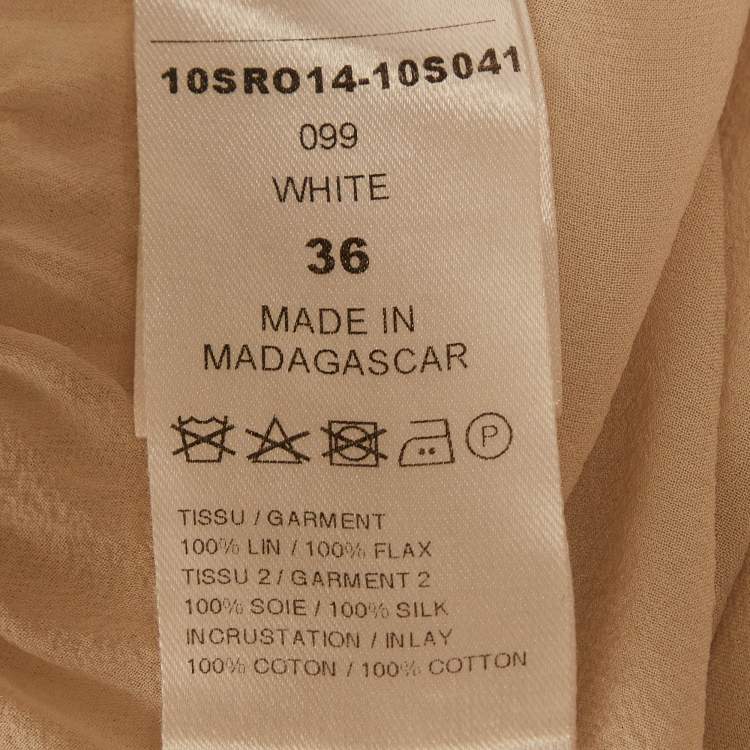 10SRO14-10S041
099
WHITE
36
MADE IN
MADAGASCAR
P
TISSU / GARMENT
100% LIN / 100% FLAX
TISSU 2 / GARMENT 2
100% SOIE / 100% SILK
INCRUSTATION / INLAY
100% COTON / 100% COTTON